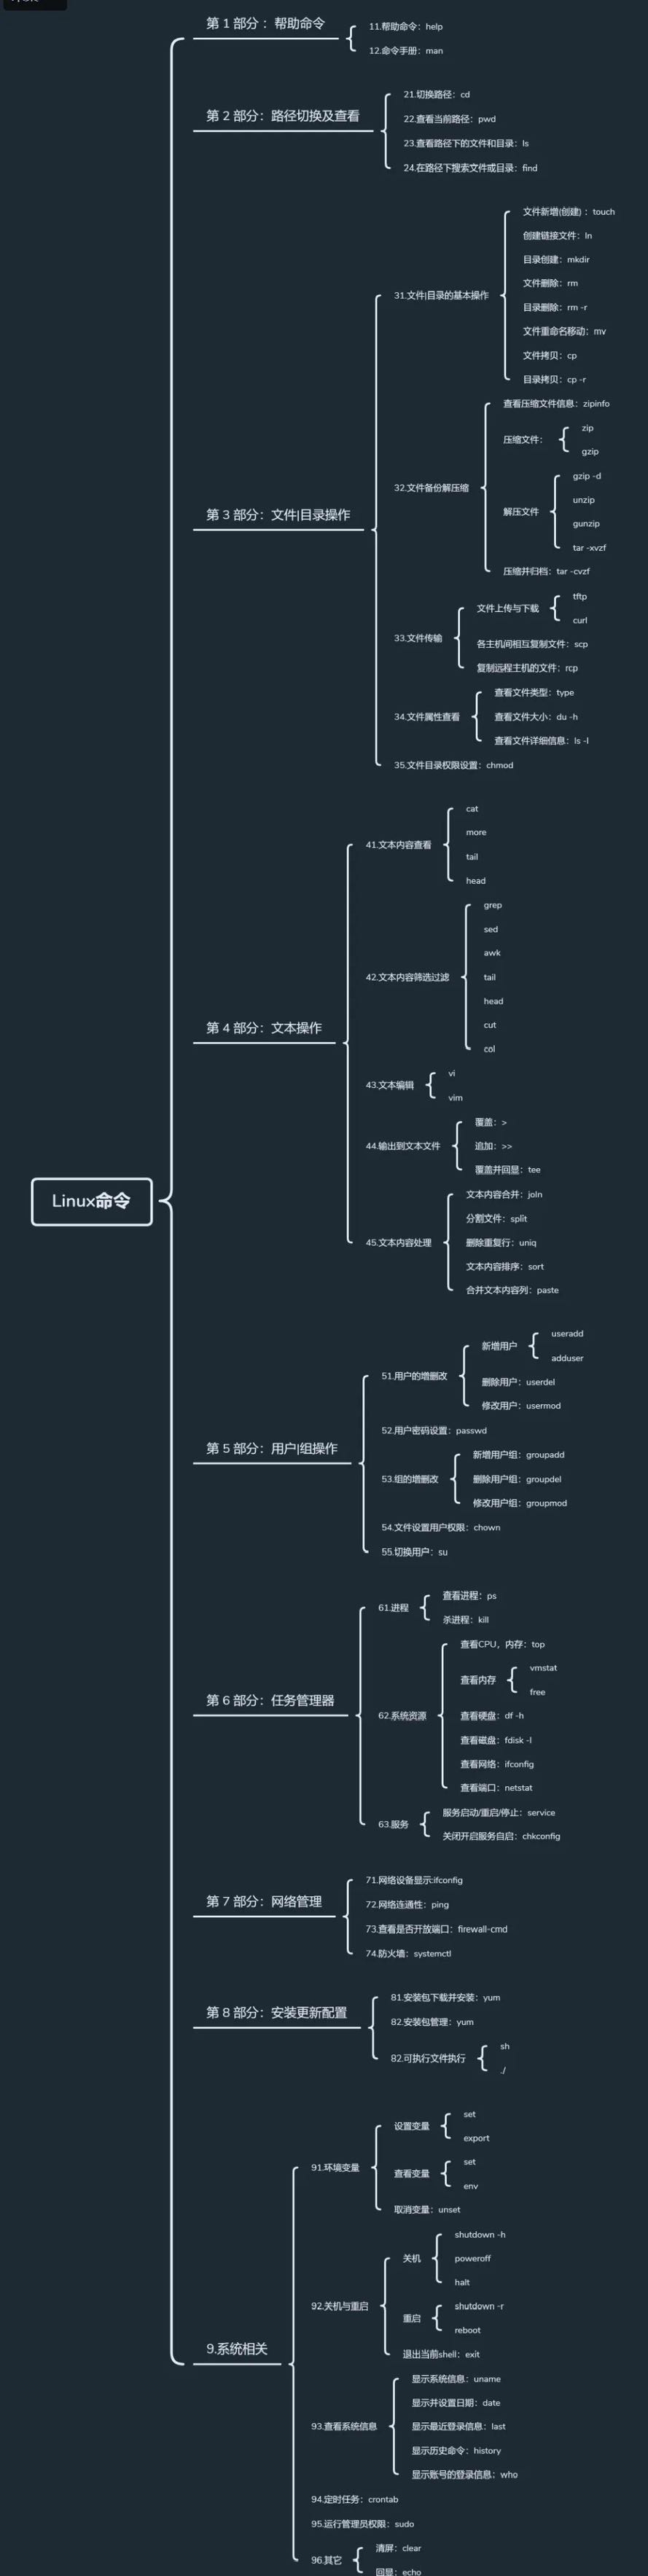 第 1 部分 ：帮助命令
11.帮助命令：help
12.命令手册：man
第 2 部分：路径切换及查看
21.切换路径：cd
22.查看当前路径：pwd
23.查看路径下的文件和目录：ls
24.在路径下搜索文件或目录：find
第 3 部分：文件|目录操作
31.文件|目录的基本操作
文件新增(创建) ：touch
创建链接文件：ln
目录创建：mkdir
文件删除：rm
目录删除：rm -r
文件重命名移动：mv
文件拷贝：cp
目录拷贝：cp -r
32.文件备份解压缩
查看压缩文件信息：zipinfo
压缩文件：
zip
gzip
解压文件
gzip -d
unzip
gunzip
tar -xvzf
压缩并归档：tar -cvzf
33.文件传输
文件上传与下载
tftp
curl
各主机间相互复制文件：scp
复制远程主机的文件：rcp
34.文件属性查看
查看文件类型：type
查看文件大小：du -h
查看文件详细信息：ls -l
35.文件目录权限设置：chmod
第 4 部分：文本操作
41.文本内容查看
cat
more
tail
head
42.文本内容筛选过滤
grep
sed
awk
tail
head
cut
col
43.文本编辑
vi
vim
44.输出到文本文件
覆盖：>
追加：>>
覆盖并回显：tee
45.文本内容处理
文本内容合并：join
分割文件：split
删除重复行：uniq
文本内容排序：sort
合并文本内容列：paste
Linux命令
第 5 部分：用户|组操作
51.用户的增删改
新增用户
useradd
adduser
删除用户：userdel
修改用户：usermod
52.用户密码设置：passwd
53.组的增删改
新增用户组：groupadd
删除用户组：groupdel
修改用户组：groupmod
54.文件设置用户权限：chown
55.切换用户：su
第 6 部分：任务管理器
61.进程
查看进程：ps
杀进程：kill
62.系统资源
查看CPU，内存：top
查看内存
vmstat
free
查看硬盘：df -h
查看磁盘：fdisk -l
查看网络：ifconfig
查看端口：netstat
63.服务
服务启动/重启/停止：service
关闭开启服务自启：chkconfig
第 7 部分：网络管理
71.网络设备显示:ifconfig
72.网络连通性：ping
73.查看是否开放端口：firewall-cmd
74.防火墙：systemctl
第 8 部分：安装更新配置
81.安装包下载并安装：yum
82.安装包管理：yum
82.可执行文件执行
sh
./
9.系统相关
91.环境变量
设置变量
set
export
查看变量
set
env
取消变量：unset
92.关机与重启
关机
shutdown -h
poweroff
halt
重启
shutdown -r
reboot
退出当前shell：exit
93.查看系统信息
显示系统信息：uname
显示并设置日期：date
显示最近登录信息：last
显示历史命令：history
显示账号的登录信息：who
94.定时任务：crontab
95.运行管理员权限：sudo
96.其它
清屏：clear
回显：echo